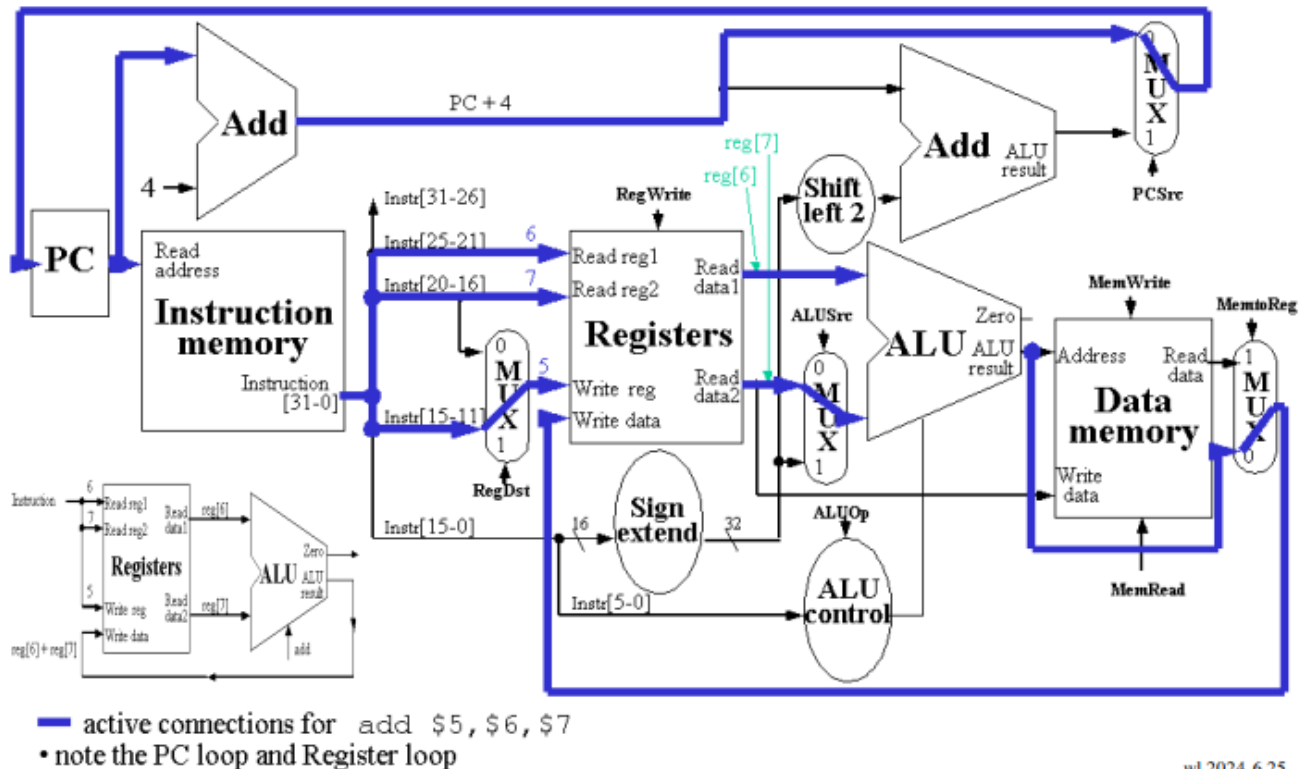 PC + 4
Add
4
PC
Read
address
Instruction
memory
Instruction
[31-0]
Instr[31-26]
Instr[25-21]
6
Instr[20-16]
7
Instr[15-11]
0
M
U
X
1
RegDst
5
Instr[15-0]
16
Sign
extend
32
Instr[5-0]
RegWrite
Read reg1
Read reg2
Registers
Write reg
Write data
Read
data1
Read
data2
reg[7]
reg[6]
Shift
left 2
Add
ALU
result
0
M
U
X
1
PCSrc
ALUSrc
0
M
U
X
1
ALU
Zero
ALU
result
ALUOp
ALU
control
MemWrite
Address
Read
data
Data
memory
Write
data
MemRead
MemtoReg
1
M
U
X
0
Instruction
6
7
5
Read reg1
Read reg2
Registers
Write reg
Write data
Read
data1
Read
data2
reg[6]
reg[7]
ALU
Zero
ALU
result
add
reg[6]+reg[7]
active connections for add $5,$6,$7
• note the PC loop and Register loop
wl 2024 6.25